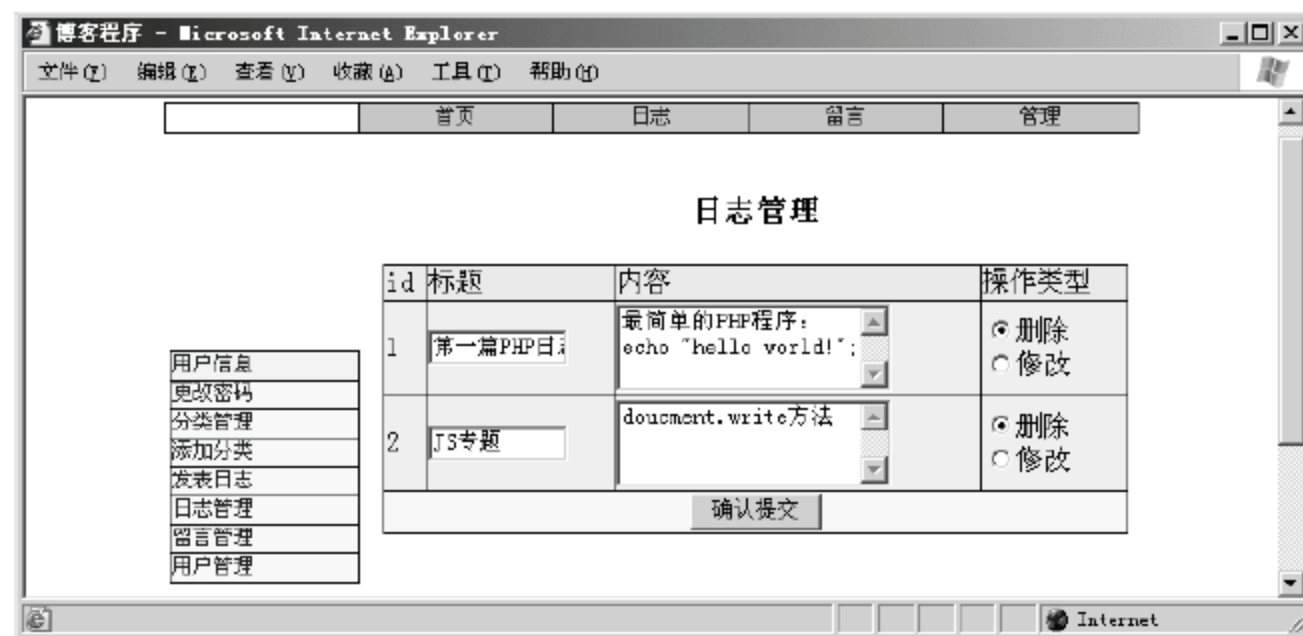 博客程序 - Microsoft Internet Explorer
文件(F) 编辑(E) 查看(V) 收藏(A) 工具(T) 帮助(H)
首页 日志 留言 管理
日志管理
id 标题 内容 操作类型
1 第一篇PHP日 最简单的PHP程序: 删除
echo "hello world!"; 修改
2 JS专题 doucment.write方法 删除
修改
确认提交
用户信息
更改密码
分类管理
添加分类
发表日志
日志管理
留言管理
用户管理
Internet